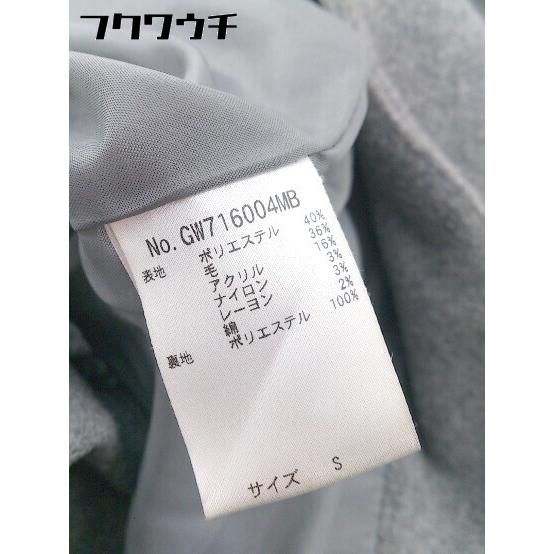 フクワウチ
No.GW716004MB
表地 ポリエステル 40%
毛 36%
アクリル 16%
ナイロン 3%
レーヨン 3%
綿 2%
裏地 ポリエステル 100%
サイズ S